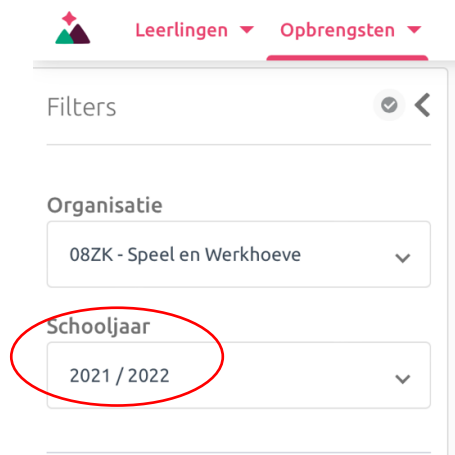 Leerlingen Opbrengsten
Filters
Organisatie
08ZK - Speel en Werkhoeve
Schooljaar
2021 / 2022